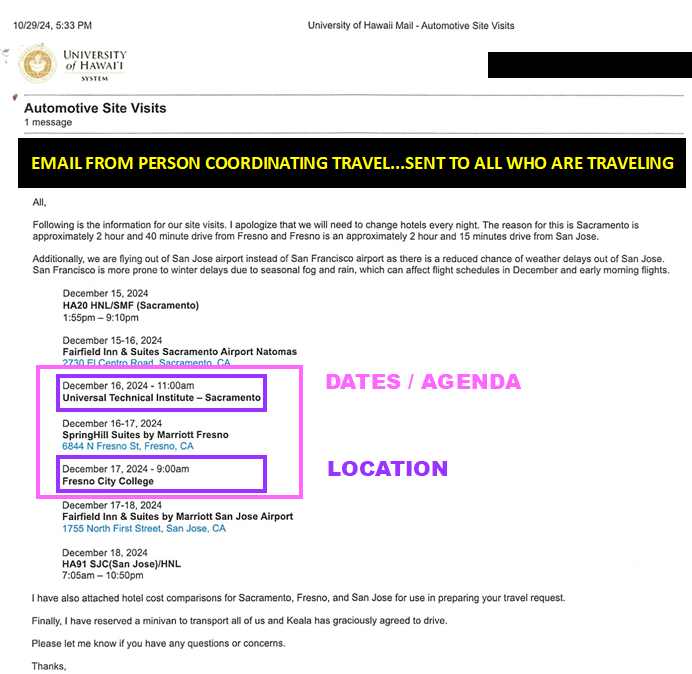 10/29/24, 5:33 PM
University of Hawaii Mail - Automotive Site Visits
UNIVERSITY
of HAWAI'I
SYSTEM
Automotive Site Visits
1 message
EMAIL FROM PERSON COORDINATING TRAVEL...SENT TO ALL WHO ARE TRAVELING
All,
Following is the information for our site visits. I apologize that we will need to change hotels every night. The reason for this is Sacramento is
approximately 2 hour and 40 minute drive from Fresno and Fresno is an approximately 2 hour and 15 minutes drive from San Jose.
Additionally, we are flying out of San Jose airport instead of San Francisco airport as there is a reduced chance of weather delays out of San Jose.
San Francisco is more prone to winter delays due to seasonal fog and rain, which can affect flight schedules in December and early morning flights.
December 15, 2024
HA20 HNL/SMF (Sacramento)
1:55pm – 9:10pm
December 15-16, 2024
Fairfield Inn & Suites Sacramento Airport Natomas
2730 El Centro Road, Sacramento, CA
December 16, 2024 - 11:00am
Universal Technical Institute – Sacramento
DATES / AGENDA
December 16-17, 2024
SpringHill Suites by Marriott Fresno
6844 N Fresno St, Fresno, CA
December 17, 2024 - 9:00am
Fresno City College
LOCATION
December 17-18, 2024
Fairfield Inn & Suites by Marriott San Jose Airport
1755 North First Street, San Jose, CA
December 18, 2024
HA91 SJC(San Jose)/HNL
7:05am – 10:50pm
I have also attached hotel cost comparisons for Sacramento, Fresno, and San Jose for use in preparing your travel request.
Finally, I have reserved a minivan to transport all of us and Keala has graciously agreed to drive.
Please let me know if you have any questions or concerns.
Thanks,